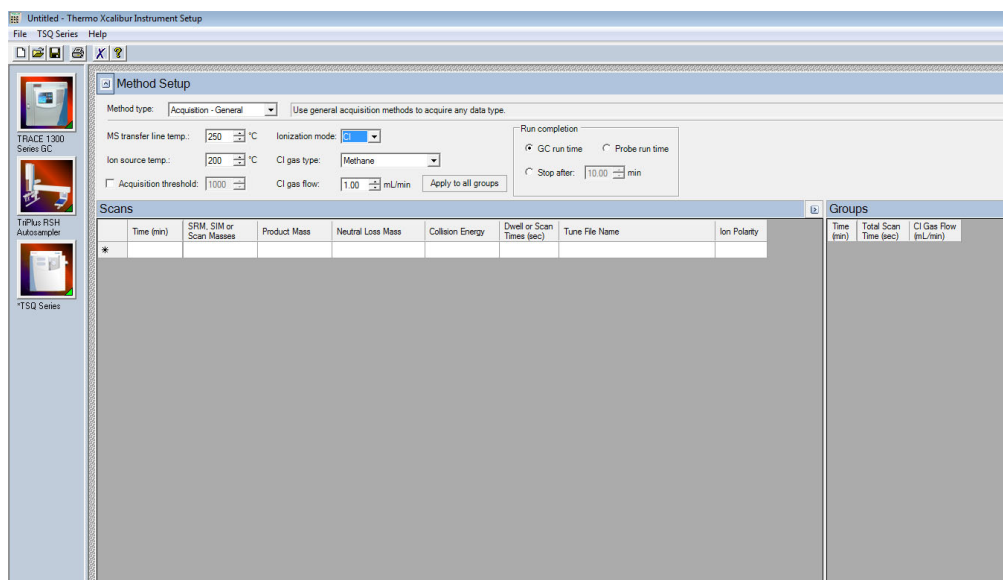 Untitled - Thermo Xcalibur Instrument Setup
File TSQ Series Help
Method Setup
Method type: Acquisition - General Use general acquisition methods to acquire any data type.
MS transfer line temp.: 250 °C Ionization mode: CI
Ion source temp.: 200 °C CI gas type: Methane
Acquisition threshold: 1000 CI gas flow: 1.00 mL/min Apply to all groups
Run completion
GC run time Probe run time
Stop after: 10.00 min
TRACE 1300
Series GC
TriPlus RSH
Autosampler
*TSQ Series
Scans
Time (min) SRM, SIM or Scan Masses Product Mass Neutral Loss Mass Collision Energy Dwell or Scan Times (sec) Tune File Name Ion Polarity
*
Groups
Time (min) Total Scan Time (sec) CI Gas Flow (mL/min)